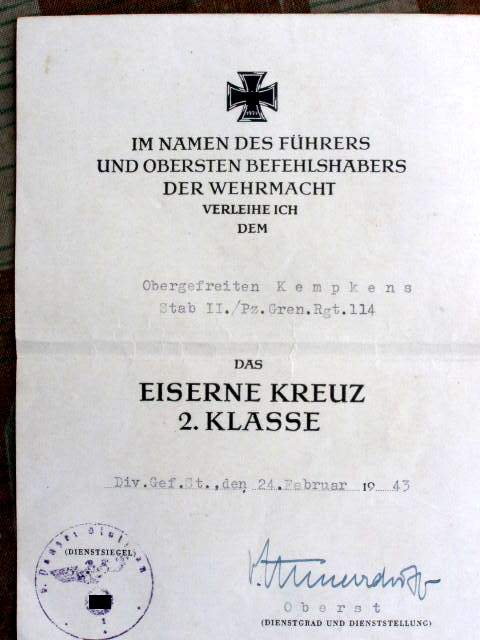 IM NAMEN DES FÜHRERS
UND OBERSTEN BEFEHLSHABERS
DER WEHRMACHT
VERLEIHE ICH
DEM
Obergefreiten Kempkens
Stab II./Pz.Gren.Rgt.114
DAS
EISERNE KREUZ
2. KLASSE
Div.Gef.St.,den 24.Februar 1943
(DIENSTSIEGEL)
Oberst
(DIENSTGRAD UND DIENSTSTELLUNG)